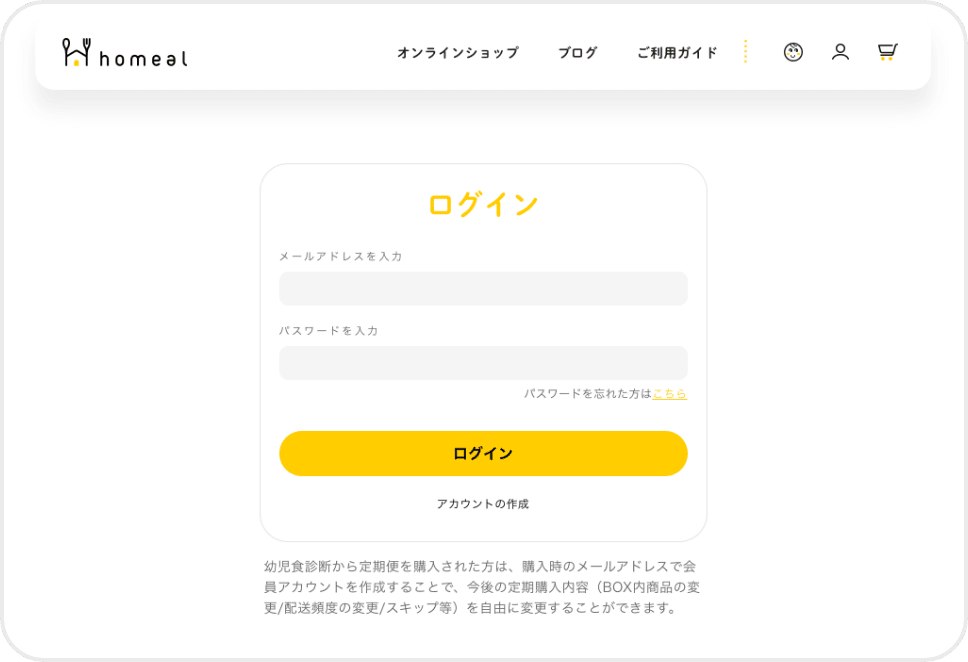 homeal
オンラインショップ
ブログ
ご利用ガイド
ログイン
メールアドレスを入力
パスワードを入力
パスワードを忘れた方はこちら
ログイン
アカウントの作成
幼児食診断から定期便を購入された方は、購入時のメールアドレスで会
員アカウントを作成することで、今後の定期購入内容（BOX内商品の変
更/配送頻度の変更/スキップ等）を自由に変更することができます。